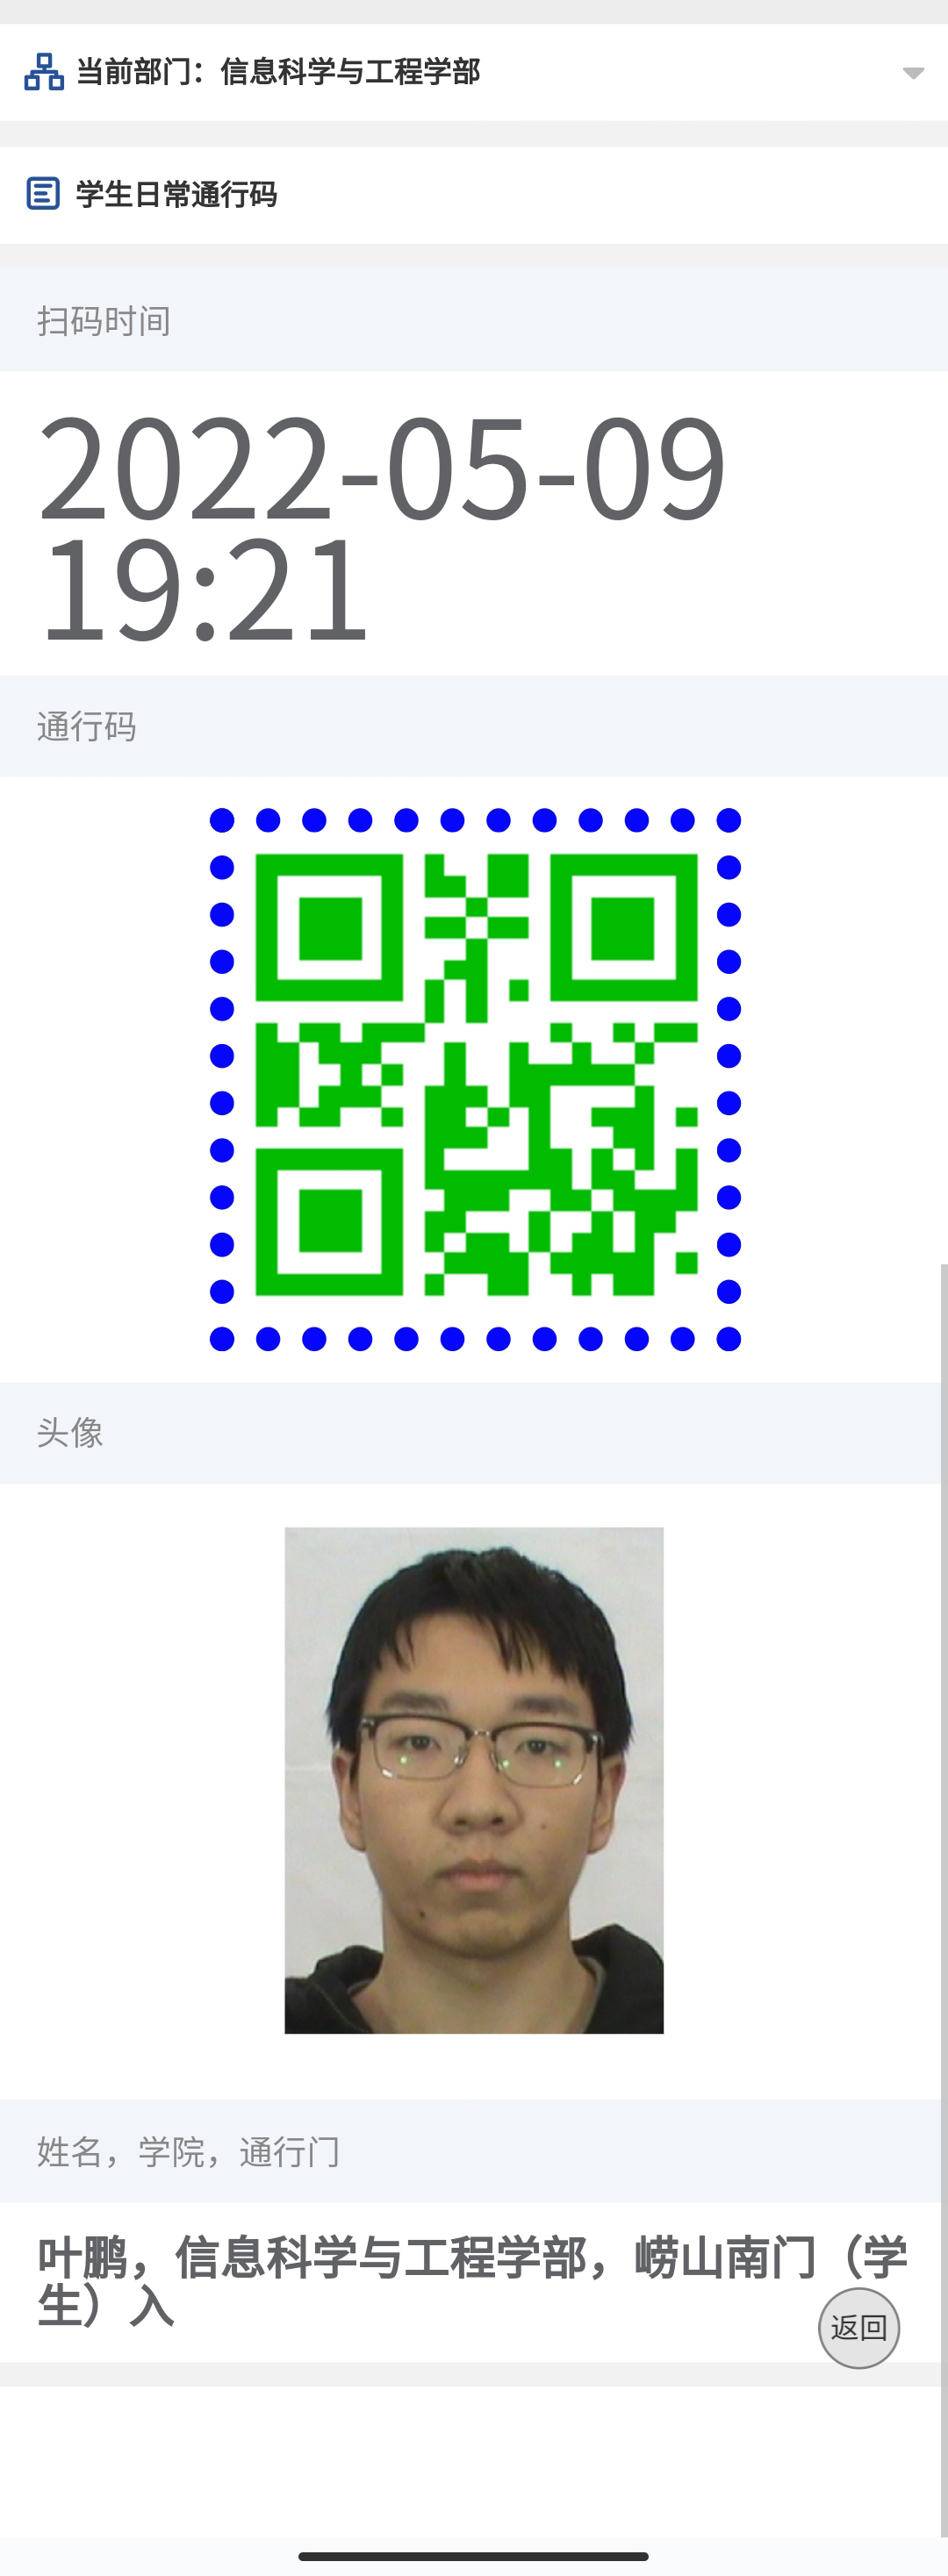 当前部门：信息科学与工程学部
学生日常通行码
扫码时间
2022-05-09
19:21
通行码
头像
姓名，学院，通行门
叶鹏，信息科学与工程学部，崂山南门（学
生）入
返回